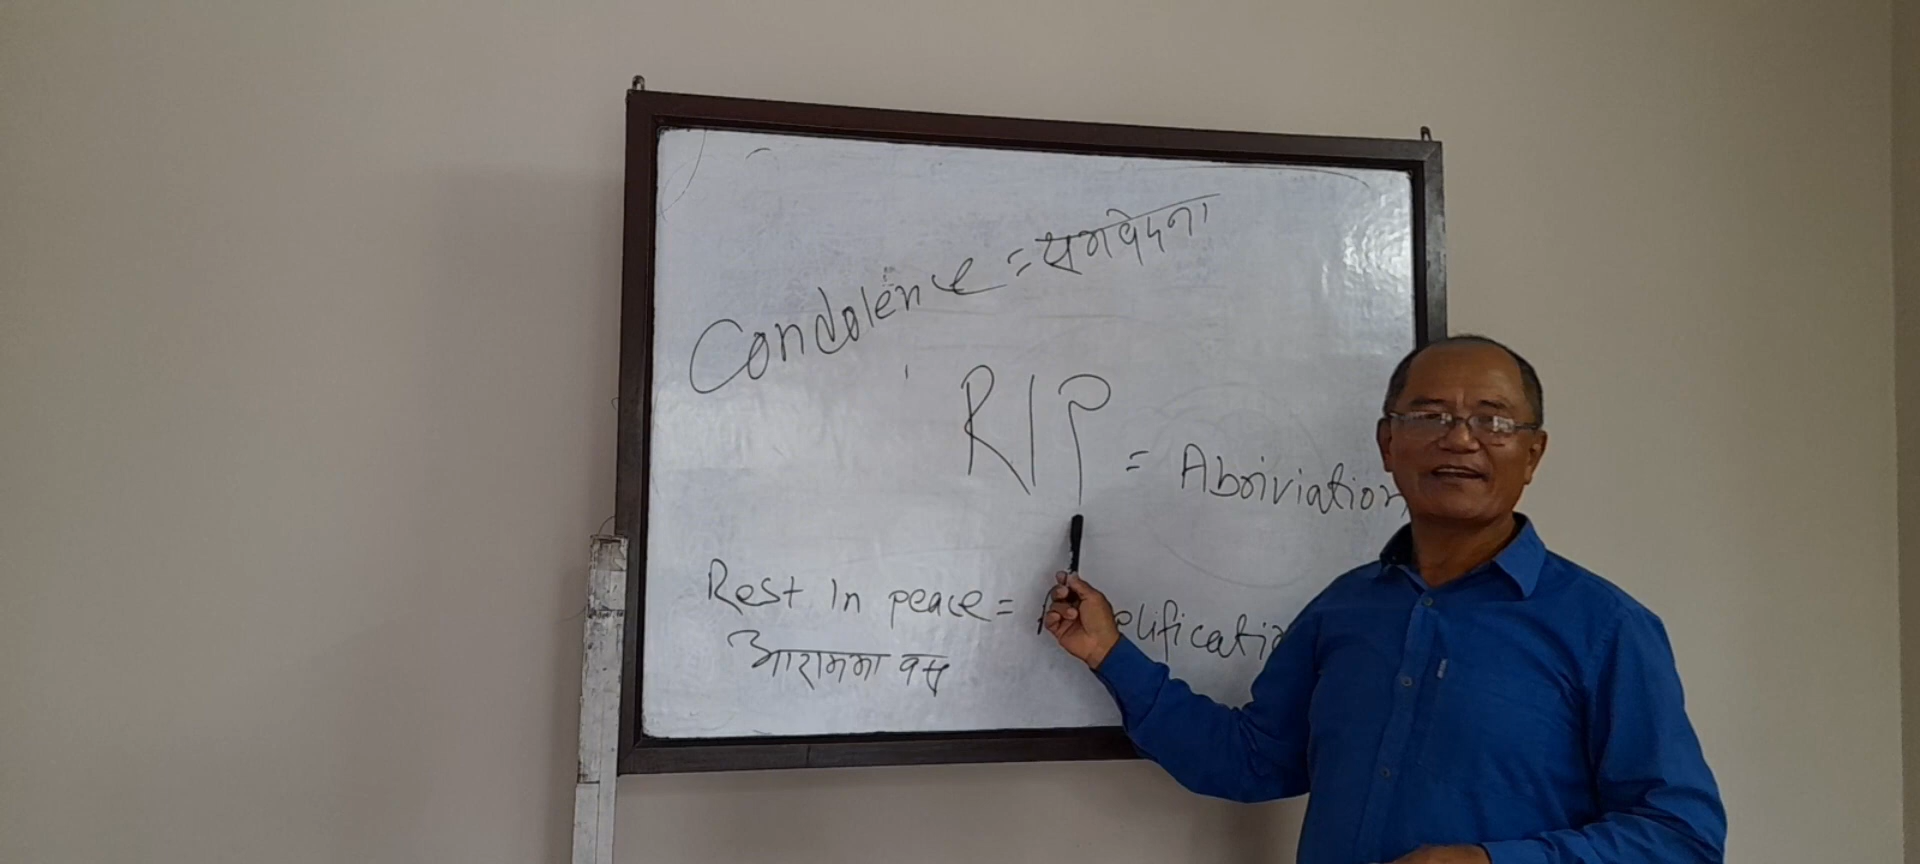 Condolence = समवेदना
RIP = Abriviation
Rest In peace =
आराममा बस